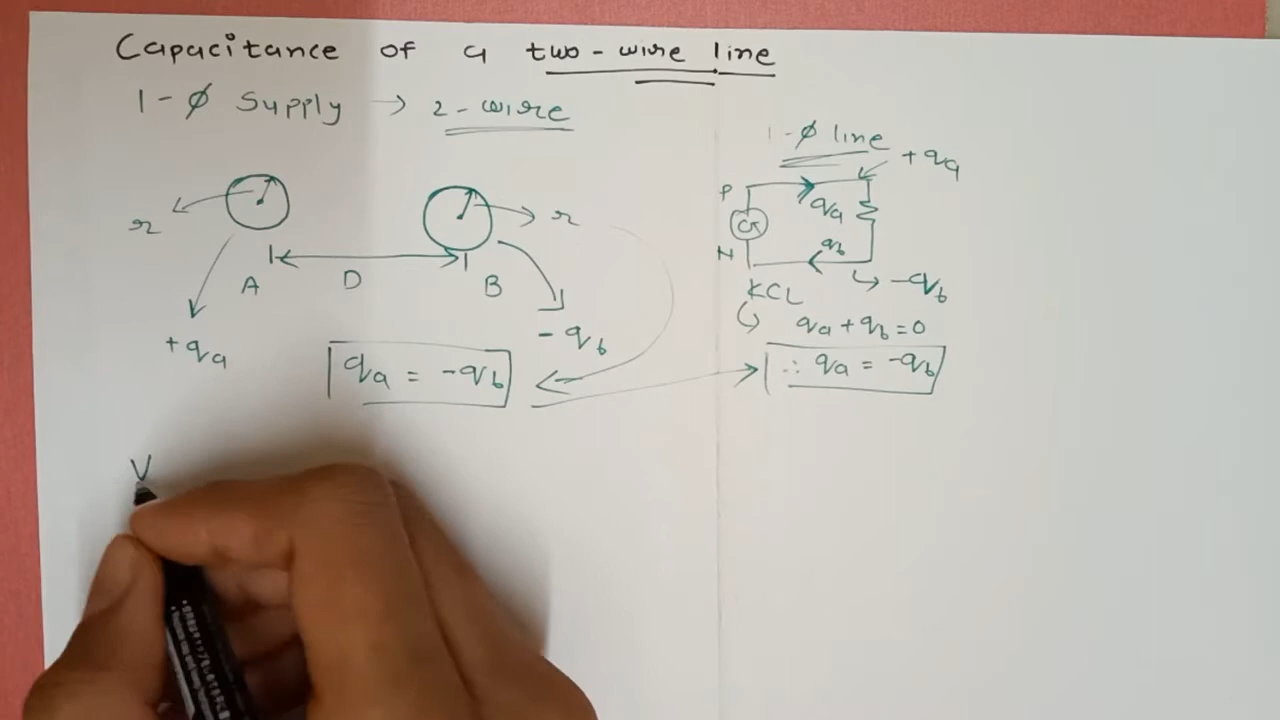 Capacitance of a two-wire line
1-φ Supply → 2-wire
1-φ line
+qa
P
qa
G
N
qb
-qb
r
r
A
D
B
+qa
-qb
qa = -qb
KCL
qa + qb = 0
∴ qa = -qb
V